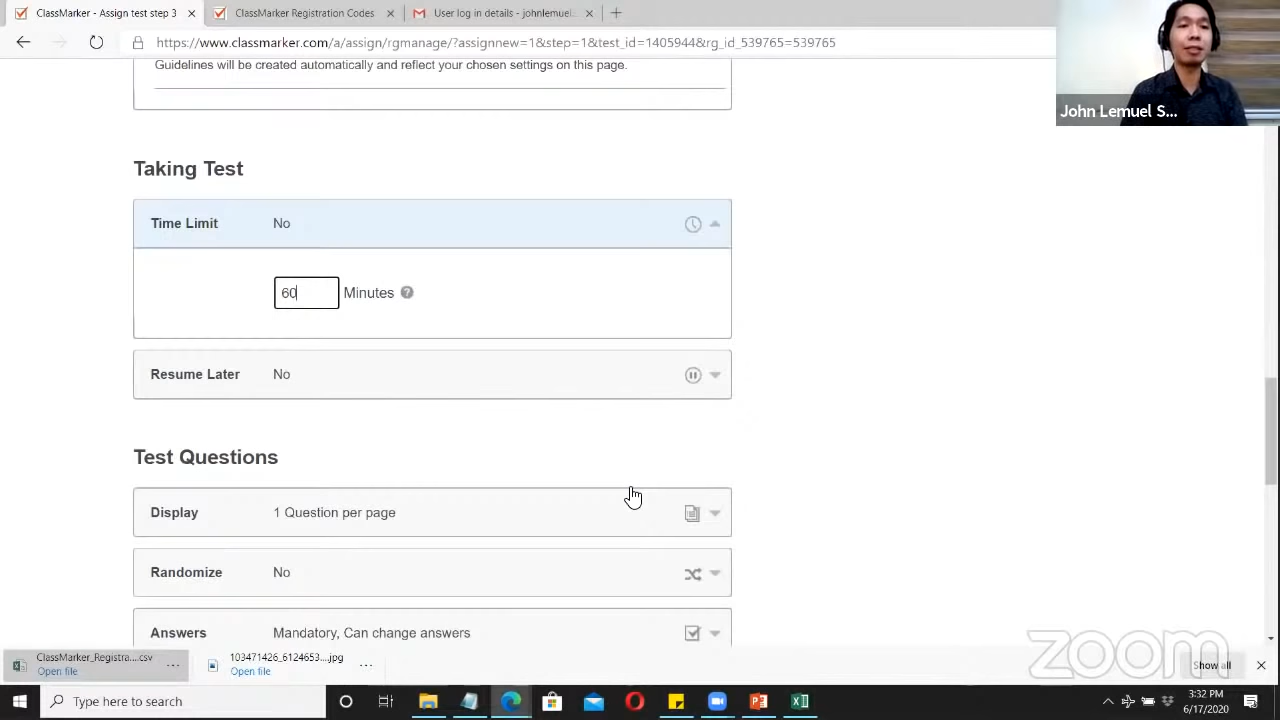 ClassMarker - Assign test step 3
ClassMarker Registration Codes
User log in details - johnlemuel
https://www.classmarker.com/a/assign/rgmanage/?assignnew=1&step=1&test_id=1405944&rg_id_539765=539765
John Lemuel S...
Guidelines will be created automatically and reflect your chosen settings on this page.
Taking Test
Time Limit No
60 Minutes ?
Resume Later No
Test Questions
Display 1 Question per page
Randomize No
Answers Mandatory, Can change answers
zoom
ClassMarker_Registra....csv
Open file
103471426_6124653....jpg
Open file
Show all
Type here to search
3:32 PM
6/17/2020